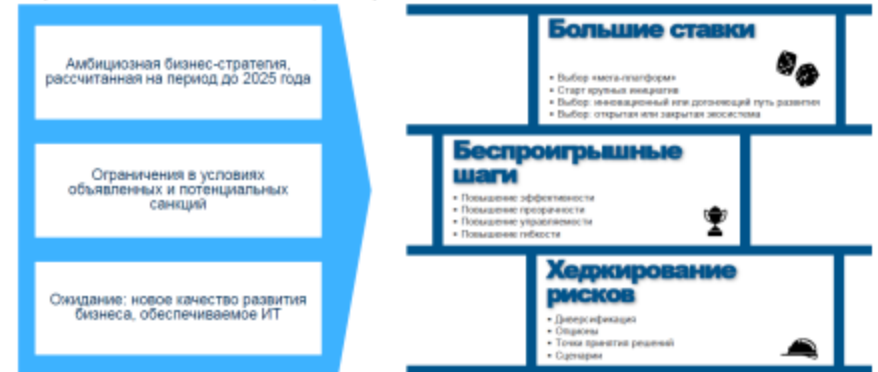 Амбициозная бизнес-стратегия,
рассчитанная на период до 2025 года
Ограничения в условиях
объявленных и потенциальных
санкций
Ожидание: новое качество развития
бизнеса, обеспечиваемое ИТ
Большие ставки
• Выбор «мега-платформ»
• Старт крупных инициатив
• Выбор: инновационный или догоняющий путь развития
• Выбор: открытая или закрытая экосистема
Беспроигрышные
шаги
• Повышение эффективности
• Повышение прозрачности
• Повышение управляемости
• Повышение гибкости
Хеджирование
рисков
• Диверсификация
• Опционы
• Точки принятия решений
• Сценарии